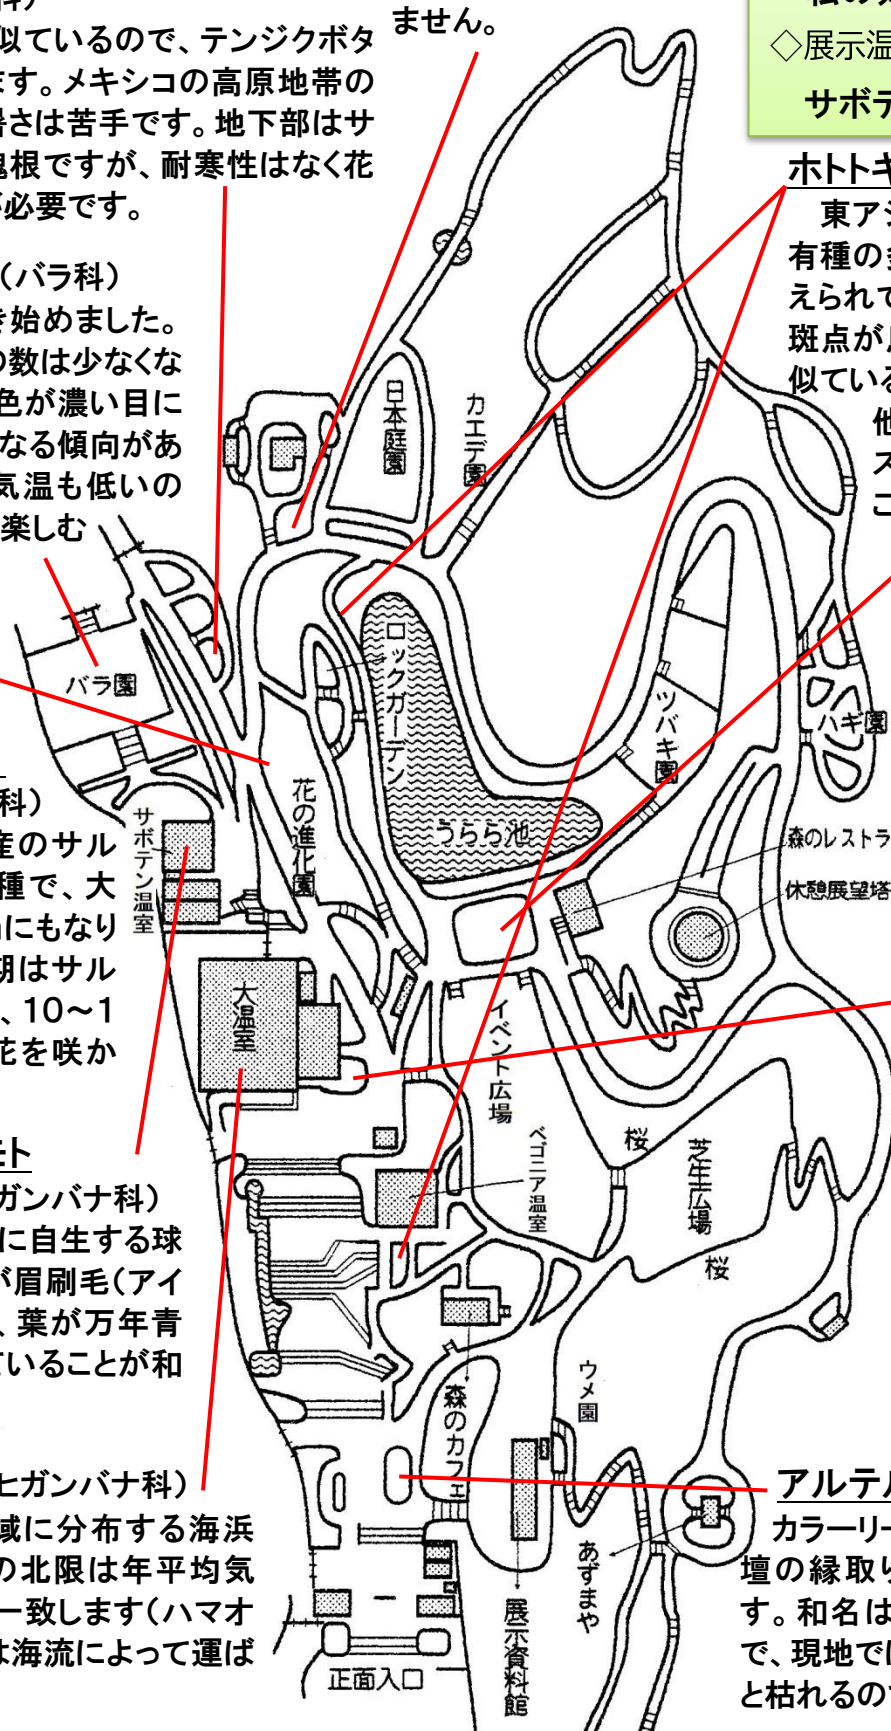 ません。
似ているので、テンジクボタ
ます。メキシコの高原地帯の
暑さは苦手です。地下部はサ
塊根ですが、耐寒性はなく花
が必要です。
(バラ科)
き始めました。
の数は少なくな
色が濃い目に
なる傾向があ
気温も低いの
楽しむ
科)
産のサル
種で、大
にもなり
期はサル
、10~1
花を咲か
モト
ガンバナ科)
に自生する球
が眉刷毛(アイ
、葉が万年青
ていることが和
ヒガンバナ科)
域に分布する海浜
の北限は年平均気
一致します(ハマオ
は海流によって運ば
◇展示温
サボテ
ホトトギ
東アジ
有種の多
えられて
斑点が
似ている
他
ス
こ
アルテル
カラーリー
壇の縁取り
す。和名は
で、現地では
と枯れるので
日本庭園
カエデ園
バラ園
ロックガーデン
ツバキ園
ハギ園
花の進化園
うらら池
サボテン温室
森のレストラ
休憩展望塔
大温室
イベント広場
ベゴニア温室
桜
芝生広場
桜
ウメ園
森のカフェ
あずまや
展示資料館
正面入口